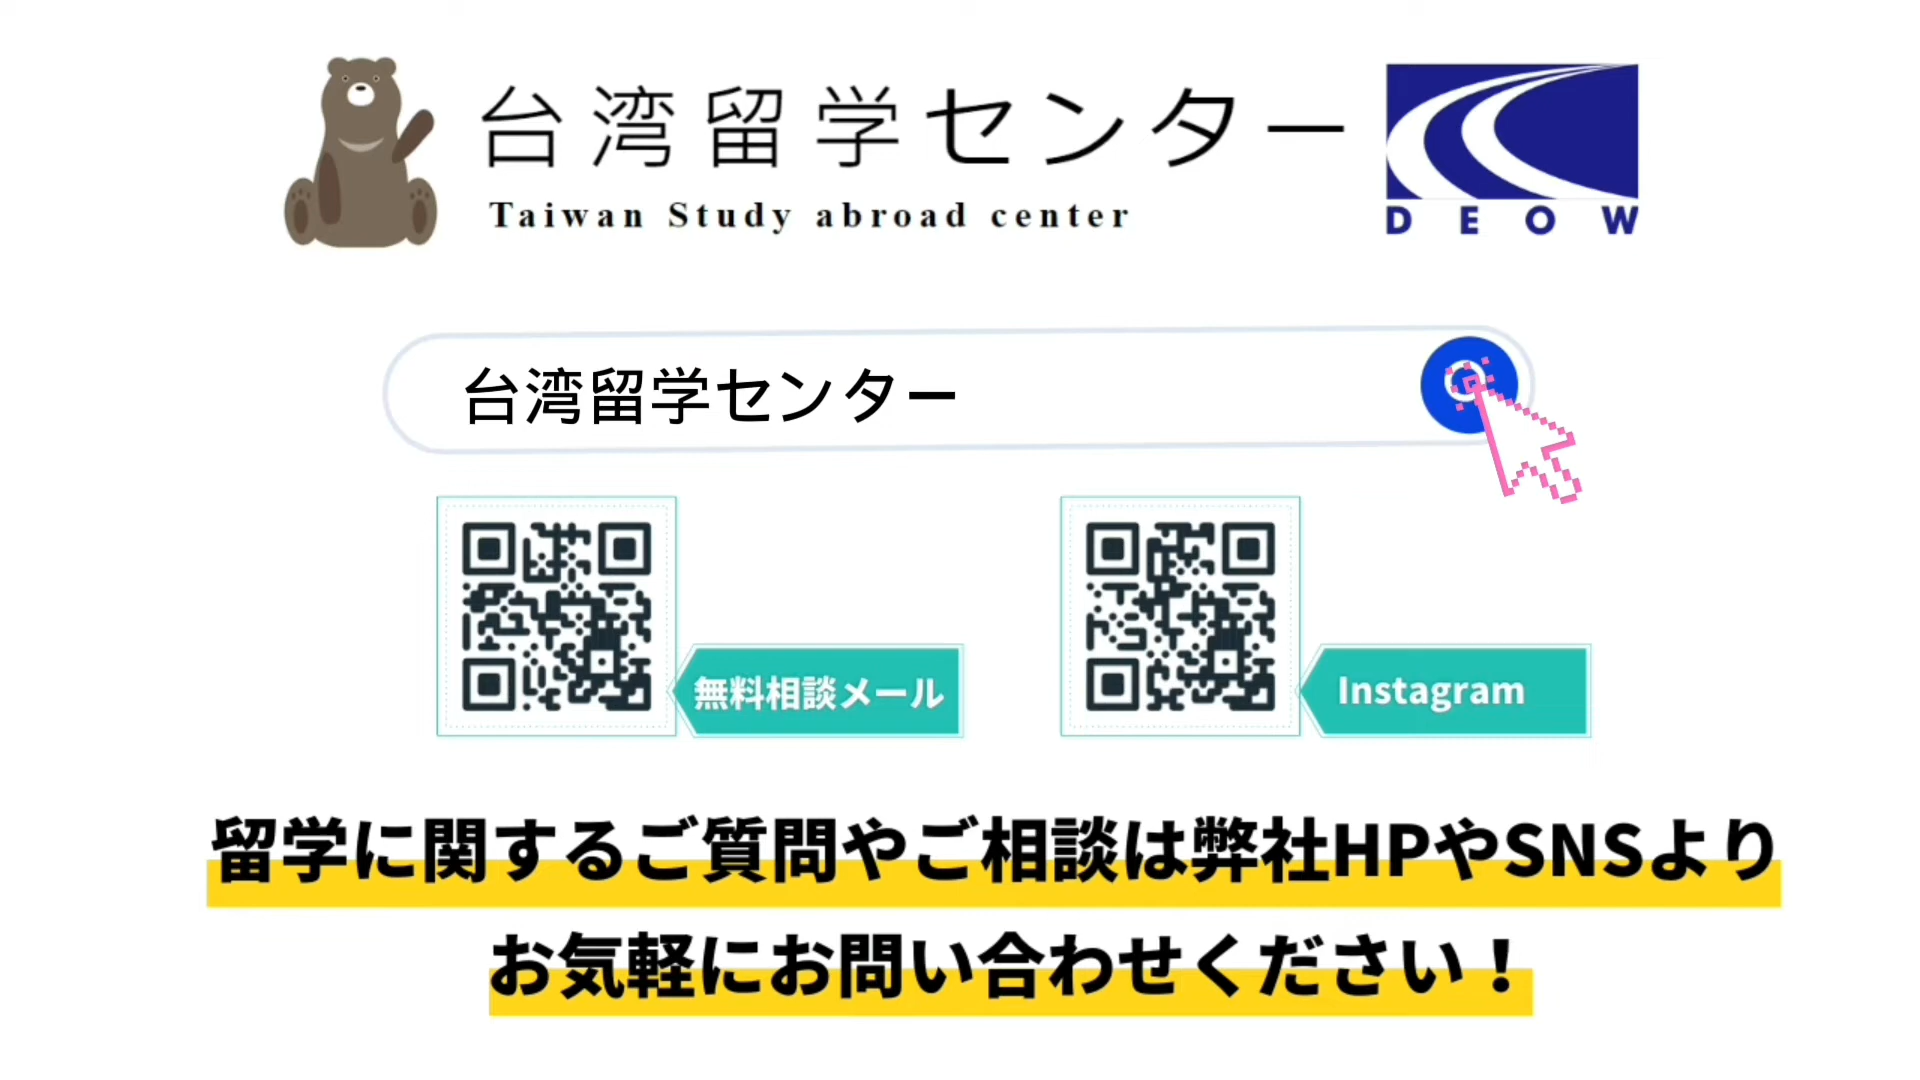 台湾留学センター
Taiwan Study abroad center
DEOW
台湾留学センター
無料相談メール
Instagram
留学に関するご質問やご相談は弊社HPやSNSより
お気軽にお問い合わせください！